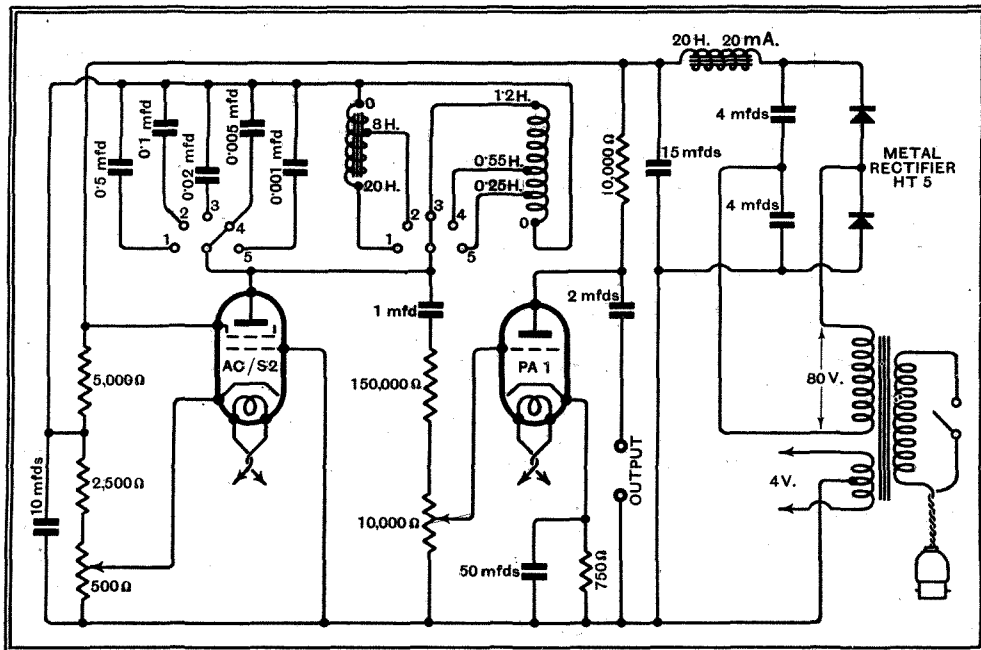 20 H. 20 mA.
0.5 mfd
0.1 mfd
0.02 mfd
0.005 mfd
0.001 mfd
0
8 H.
20 H.
1.2 H.
0.55 H.
0.25 H.
0
10,000 Ω
15 mfds
4 mfds
4 mfds
METAL
RECTIFIER
HT 5
1
2
3
4
5
1
2
3
4
5
AC/S2
1 mfd
PA 1
2 mfds
5,000 Ω
150,000 Ω
80 V.
10 mfds
2,500 Ω
500 Ω
10,000 Ω
OUTPUT
4 V.
50 mfds
750 Ω